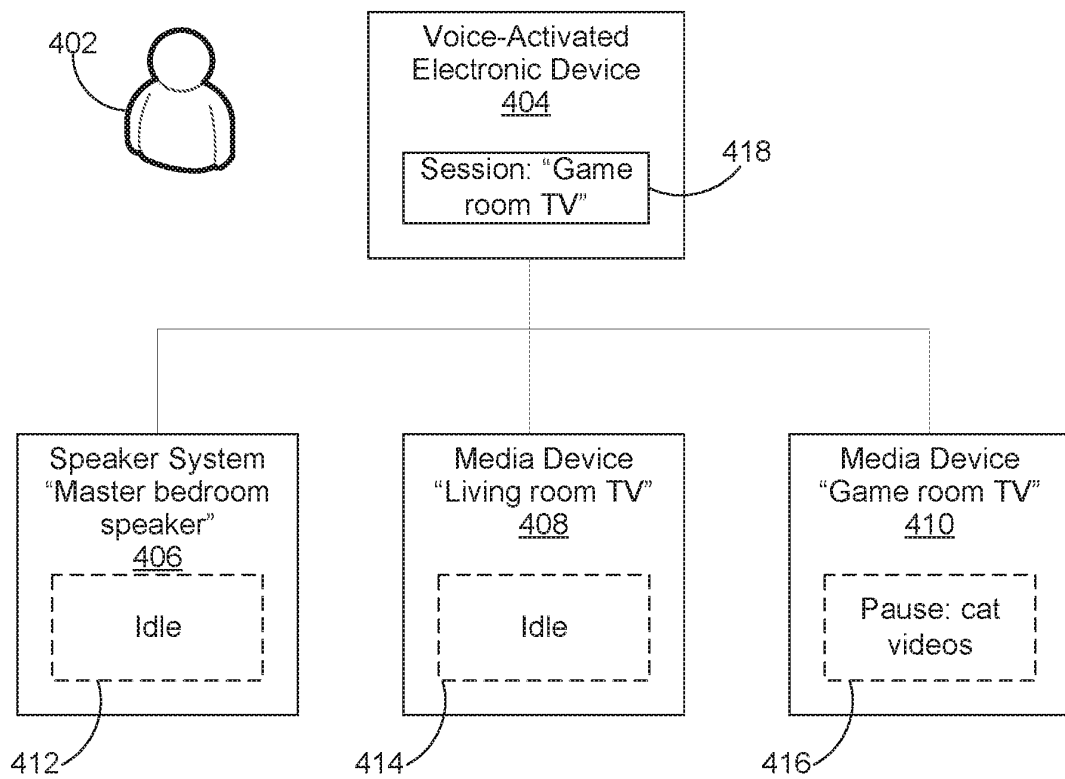 402
Voice-Activated
Electronic Device
404
Session: “Game
room TV”
418
Speaker System
“Master bedroom
speaker”
406
Idle
412
Media Device
“Living room TV”
408
Idle
414
Media Device
“Game room TV”
410
Pause: cat
videos
416